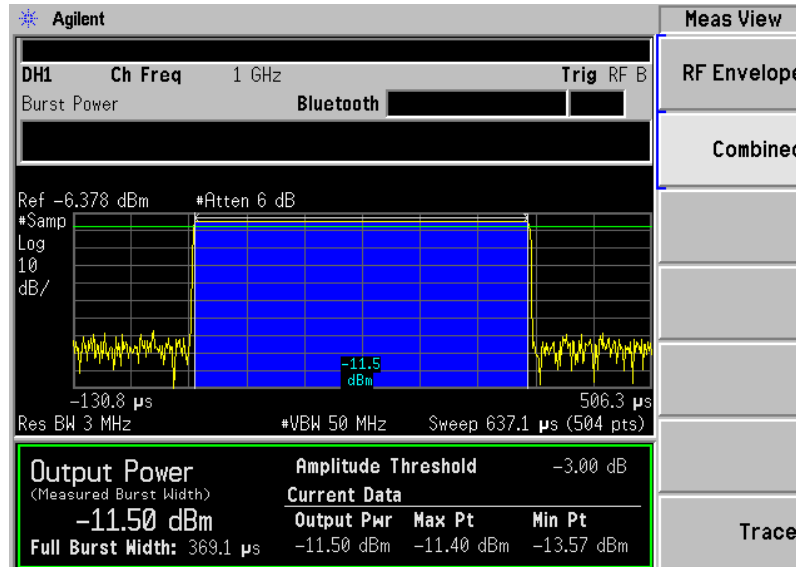 Agilent
Meas View
DH1 Ch Freq 1 GHz Trig RF B
Burst Power Bluetooth
RF Envelope
Combined
Ref -6.378 dBm #Atten 6 dB
#Samp
Log
10
dB/
-11.5
dBm
-130.8 µs 506.3 µs
Res BW 3 MHz #VBW 50 MHz Sweep 637.1 µs (504 pts)
Output Power
(Measured Burst Width)
-11.50 dBm
Full Burst Width: 369.1 µs
Amplitude Threshold -3.00 dB
Current Data
Output Pwr Max Pt Min Pt
-11.50 dBm -11.40 dBm -13.57 dBm
Trace